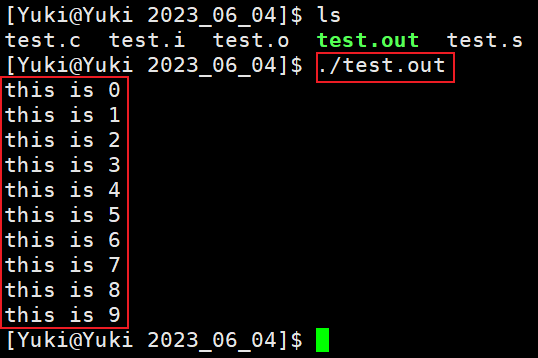 [Yuki@Yuki 2023_06_04]$ ls
test.c  test.i  test.o  test.out  test.s
[Yuki@Yuki 2023_06_04]$ ./test.out
this is 0
this is 1
this is 2
this is 3
this is 4
this is 5
this is 6
this is 7
this is 8
this is 9
[Yuki@Yuki 2023_06_04]$